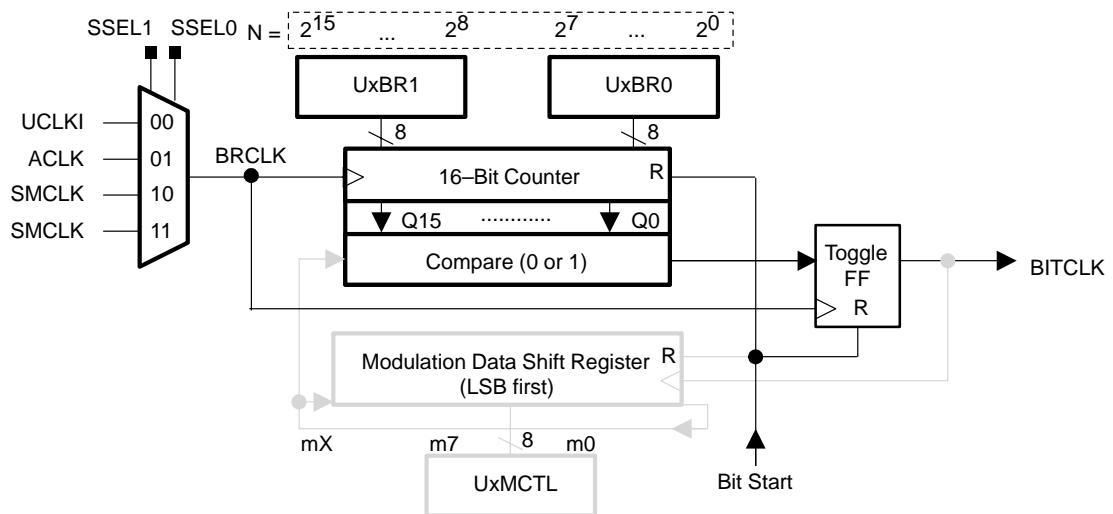 SSEL1 SSEL0 N = 2^15 ... 2^8 2^7 ... 2^0
UxBR1 UxBR0
8 8
UCLKI 00
ACLK 01
BRCLK
SMCLK 10
SMCLK 11
16–Bit Counter R
Q15 ............ Q0
Compare (0 or 1)
Toggle
FF
R
BITCLK
Modulation Data Shift Register R
(LSB first)
mX m7 8 m0
UxMCTL
Bit Start